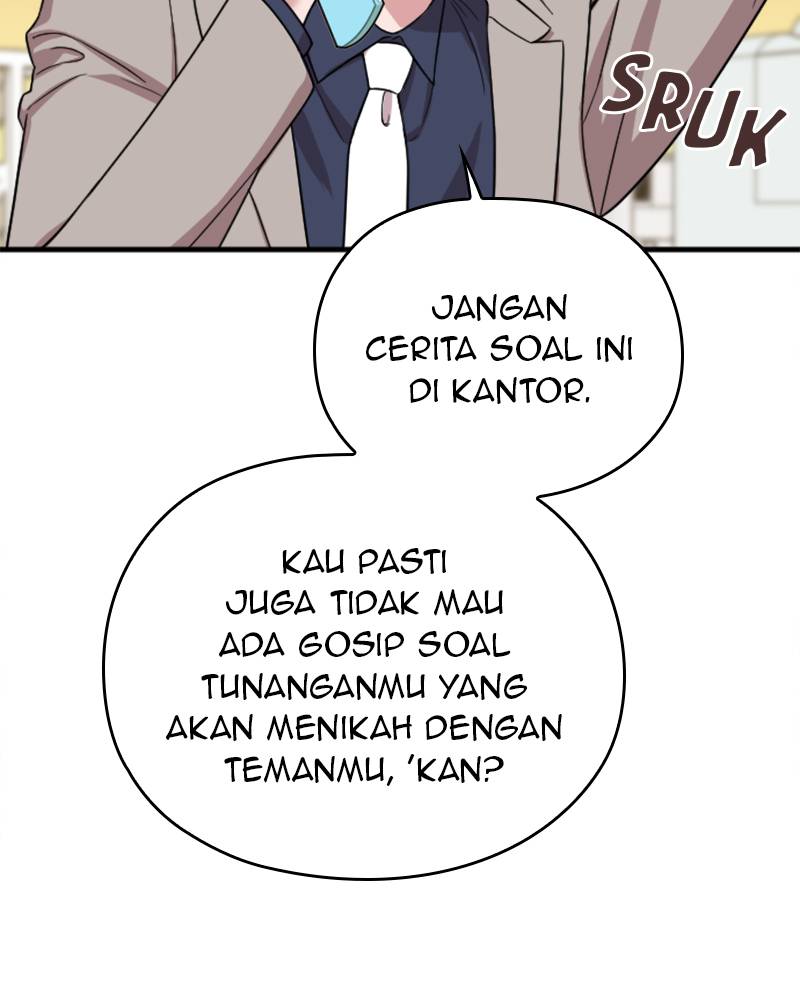 SRUK
JANGAN
CERITA SOAL INI
DI KANTOR.
KAU PASTI
JUGA TIDAK MAU
ADA GOSIP SOAL
TUNANGANMU YANG
AKAN MENIKAH DENGAN
TEMANMU, 'KAN?